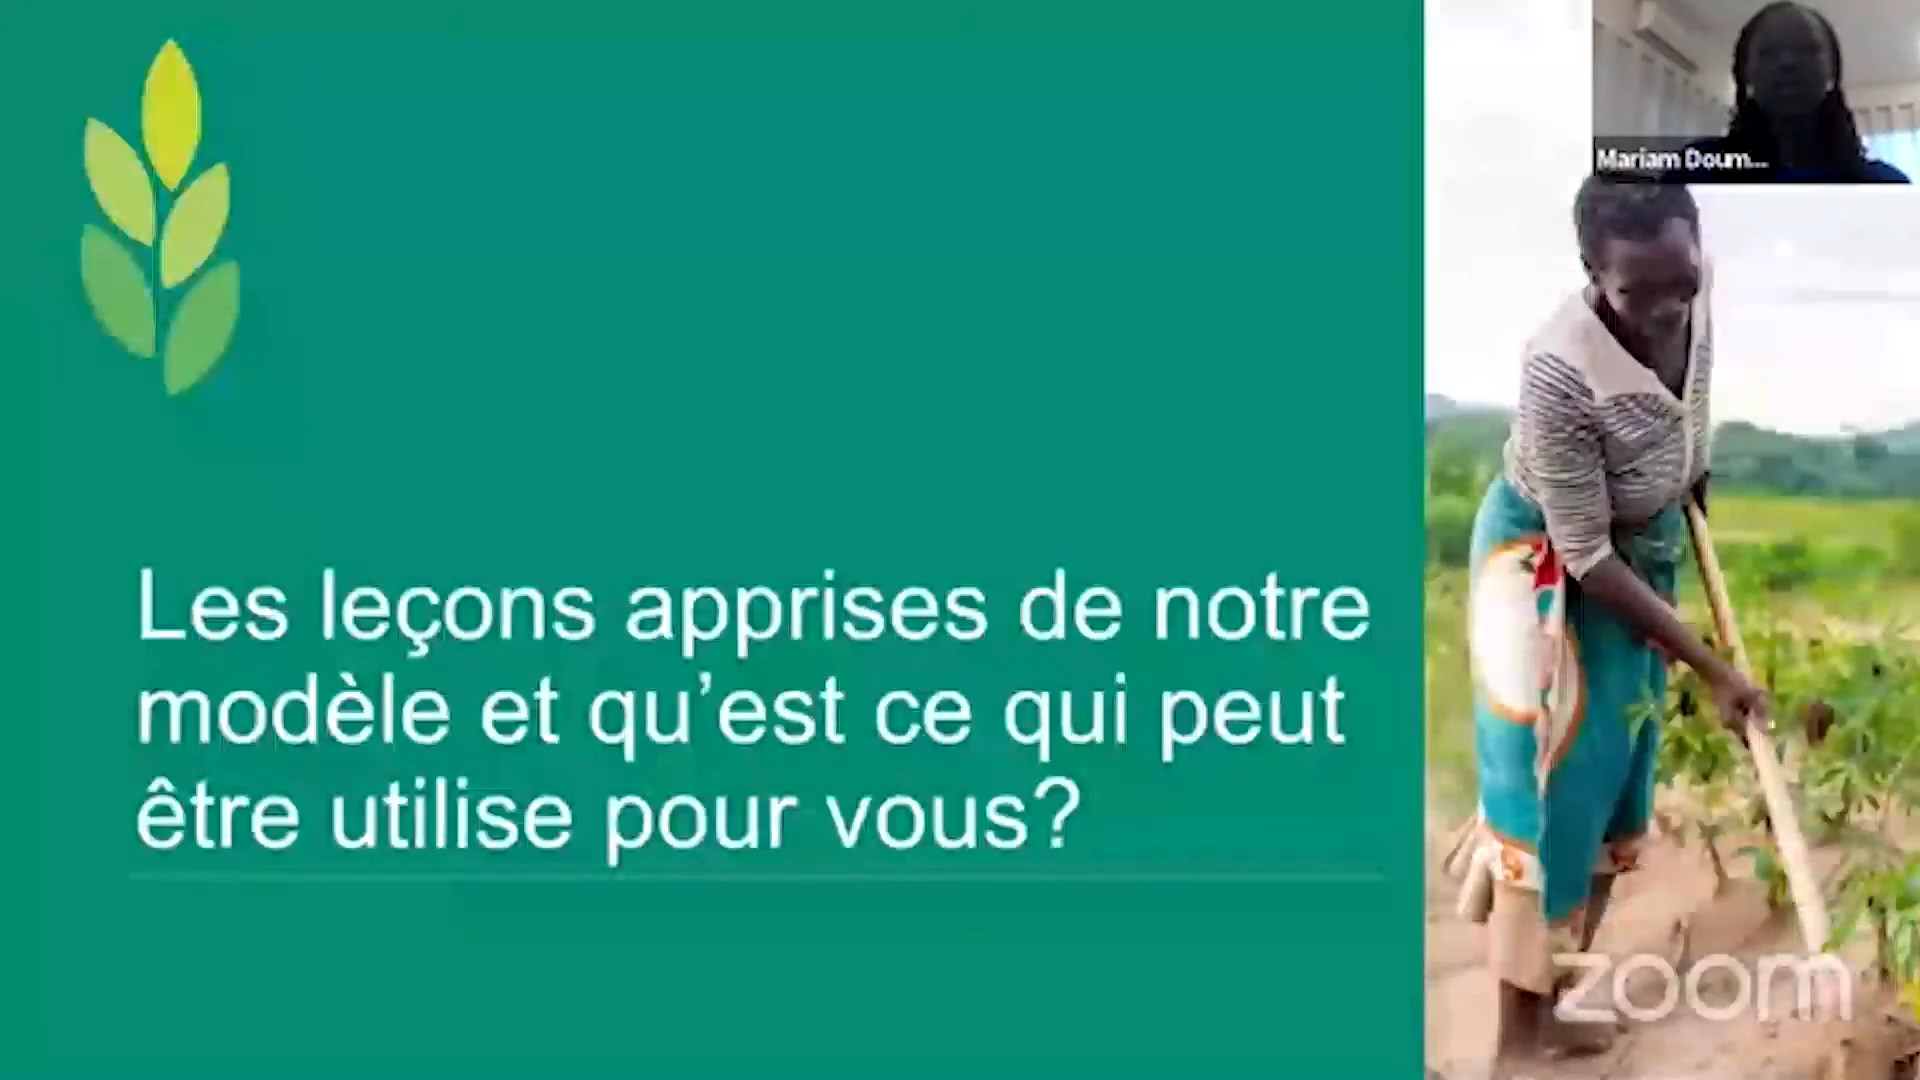 Mariam Doum...
Les leçons apprises de notre
modèle et qu’est ce qui peut
être utilise pour vous?
zoom